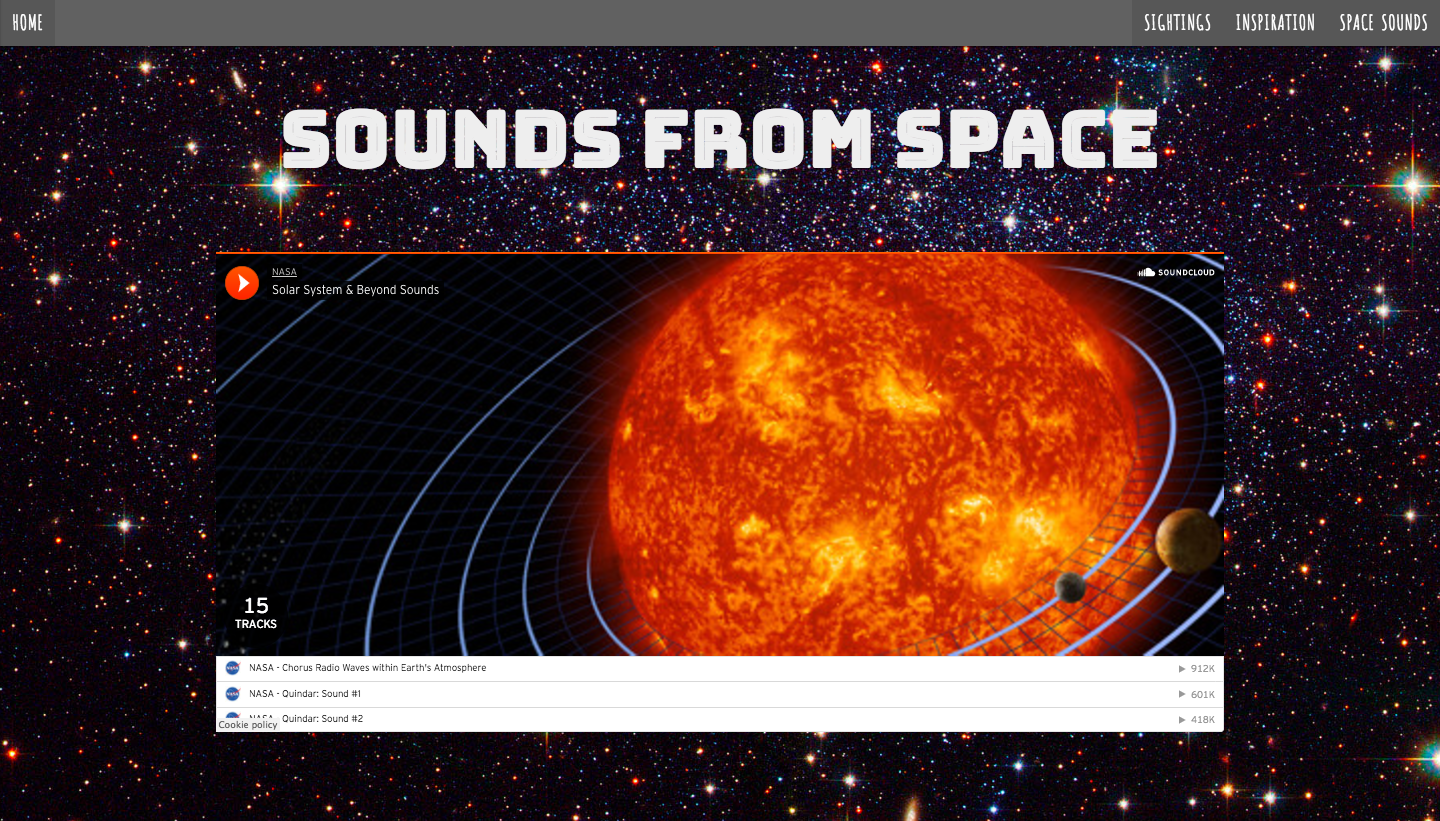 HOME
SIGHTINGS INSPIRATION SPACE SOUNDS
SOUNDS FROM SPACE
NASA
SOUNDCLOUD
Solar System & Beyond Sounds
15
TRACKS
NASA - Chorus Radio Waves within Earth's Atmosphere 912K
NASA - Quindar: Sound #1 601K
NASA - Quindar: Sound #2 418K
Cookie policy